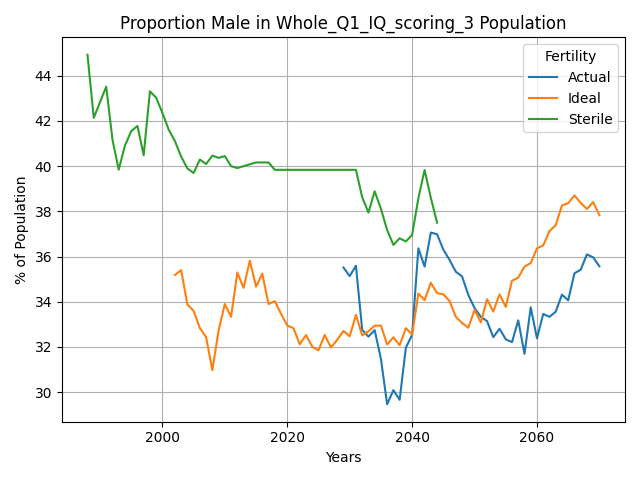 Proportion Male in Whole_Q1_IQ_scoring_3 Population
Fertility
Actual
Ideal
Sterile
% of Population
44
42
40
38
36
34
32
30
2000
2020
2040
2060
Years